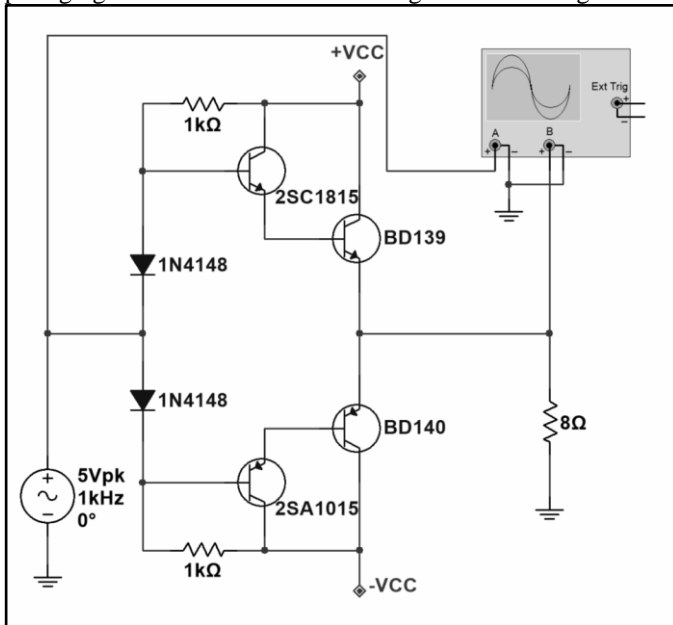 +VCC
Ext Trig
+
−
1kΩ
A
B
+
−
+
−
2SC1815
BD139
1N4148
1N4148
BD140
8Ω
+
5Vpk
1kHz
−
0°
2SA1015
1kΩ
-VCC